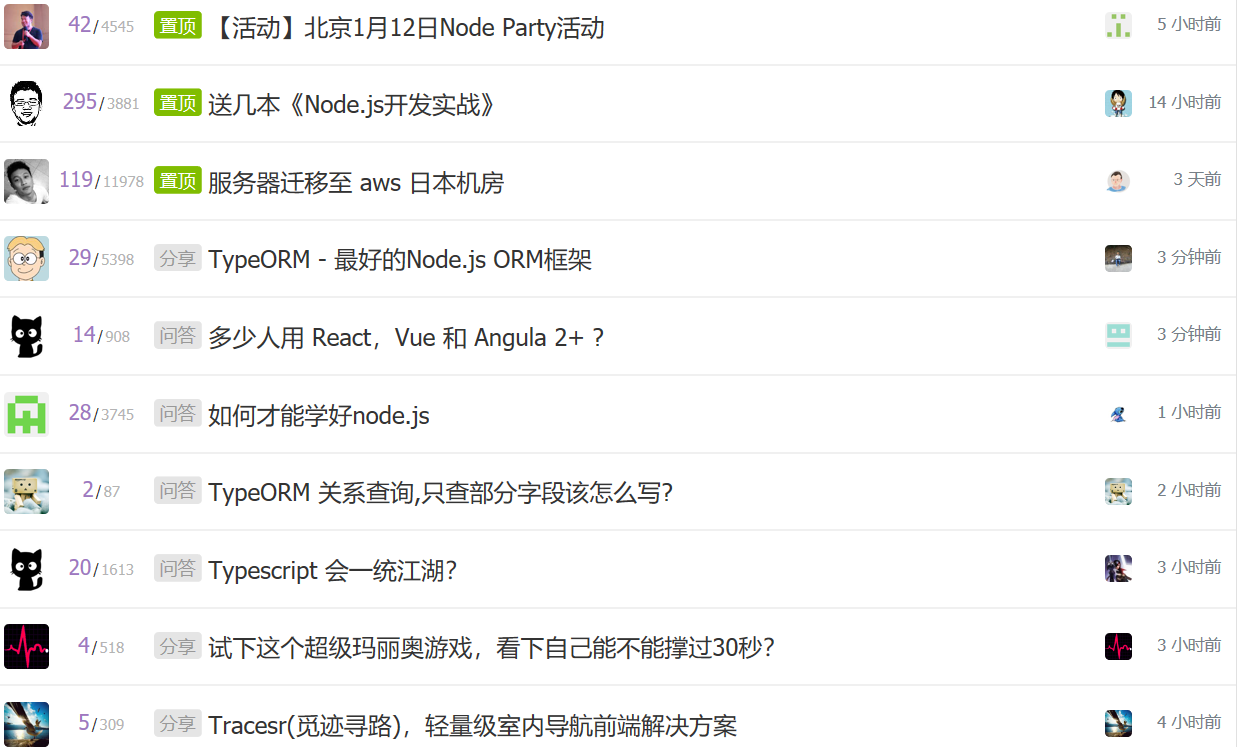 42/4545 置顶 【活动】北京1月12日Node Party活动 5 小时前
295/3881 置顶 送几本《Node.js开发实战》 14 小时前
119/11978 置顶 服务器迁移至 aws 日本机房 3 天前
29/5398 分享 TypeORM - 最好的Node.js ORM框架 3 分钟前
14/908 问答 多少人用 React，Vue 和 Angula 2+ ? 3 分钟前
28/3745 问答 如何才能学好node.js 1 小时前
2/87 问答 TypeORM 关系查询,只查部分字段该怎么写? 2 小时前
20/1613 问答 Typescript 会一统江湖? 3 小时前
4/518 分享 试下这个超级玛丽奥游戏，看下自己能不能撑过30秒? 3 小时前
5/309 分享 Tracesr(觅迹寻路)，轻量级室内导航前端解决方案 4 小时前